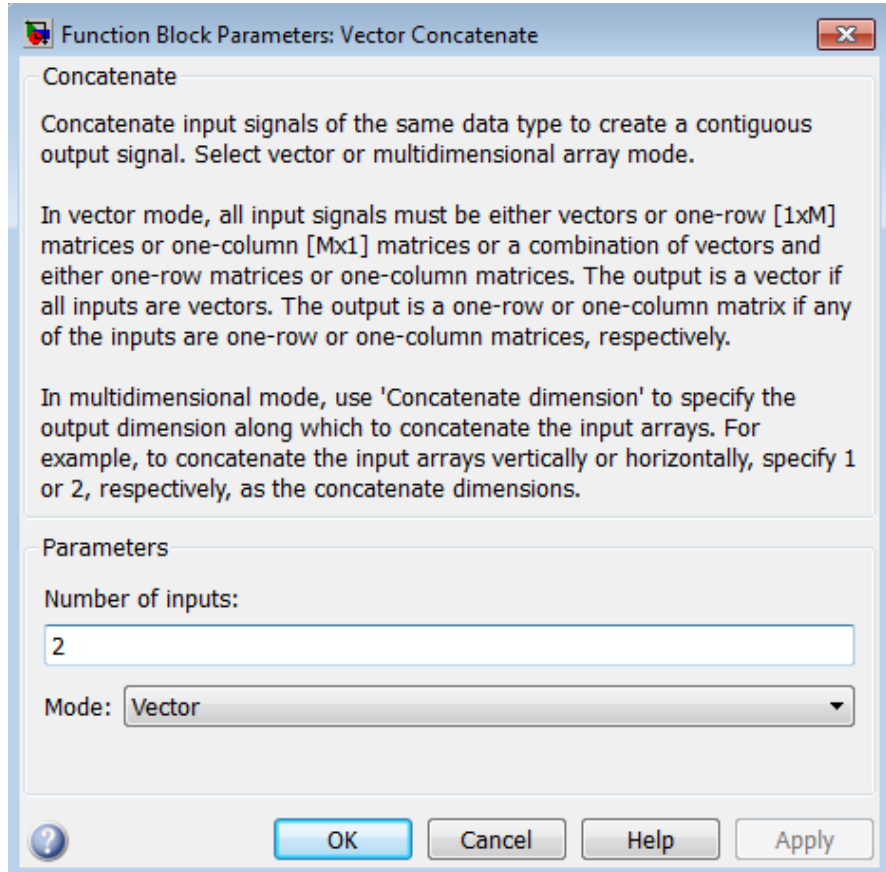 Function Block Parameters: Vector Concatenate
Concatenate
Concatenate input signals of the same data type to create a contiguous
output signal. Select vector or multidimensional array mode.
In vector mode, all input signals must be either vectors or one-row [1xM]
matrices or one-column [Mx1] matrices or a combination of vectors and
either one-row matrices or one-column matrices. The output is a vector if
all inputs are vectors. The output is a one-row or one-column matrix if any
of the inputs are one-row or one-column matrices, respectively.
In multidimensional mode, use 'Concatenate dimension' to specify the
output dimension along which to concatenate the input arrays. For
example, to concatenate the input arrays vertically or horizontally, specify 1
or 2, respectively, as the concatenate dimensions.
Parameters
Number of inputs:
2
Mode: Vector
? OK Cancel Help Apply